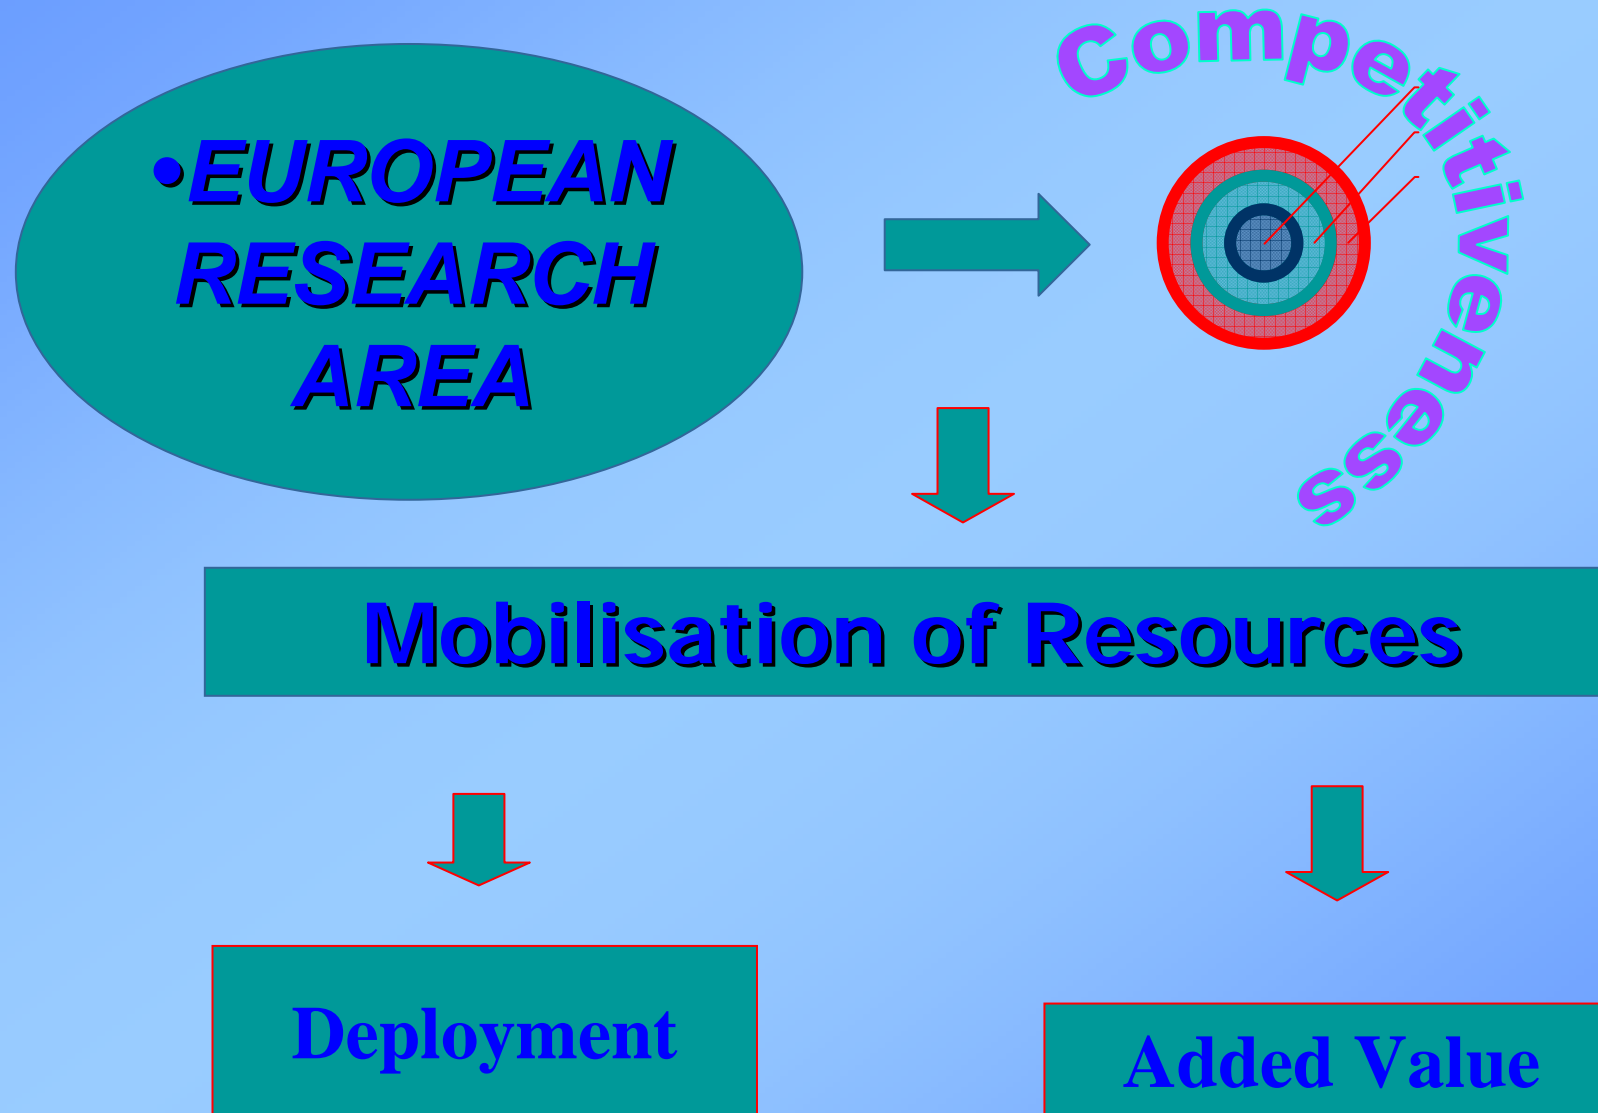 •EUROPEAN
RESEARCH
AREA
Competitiveness
Mobilisation of Resources
Deployment
Added Value